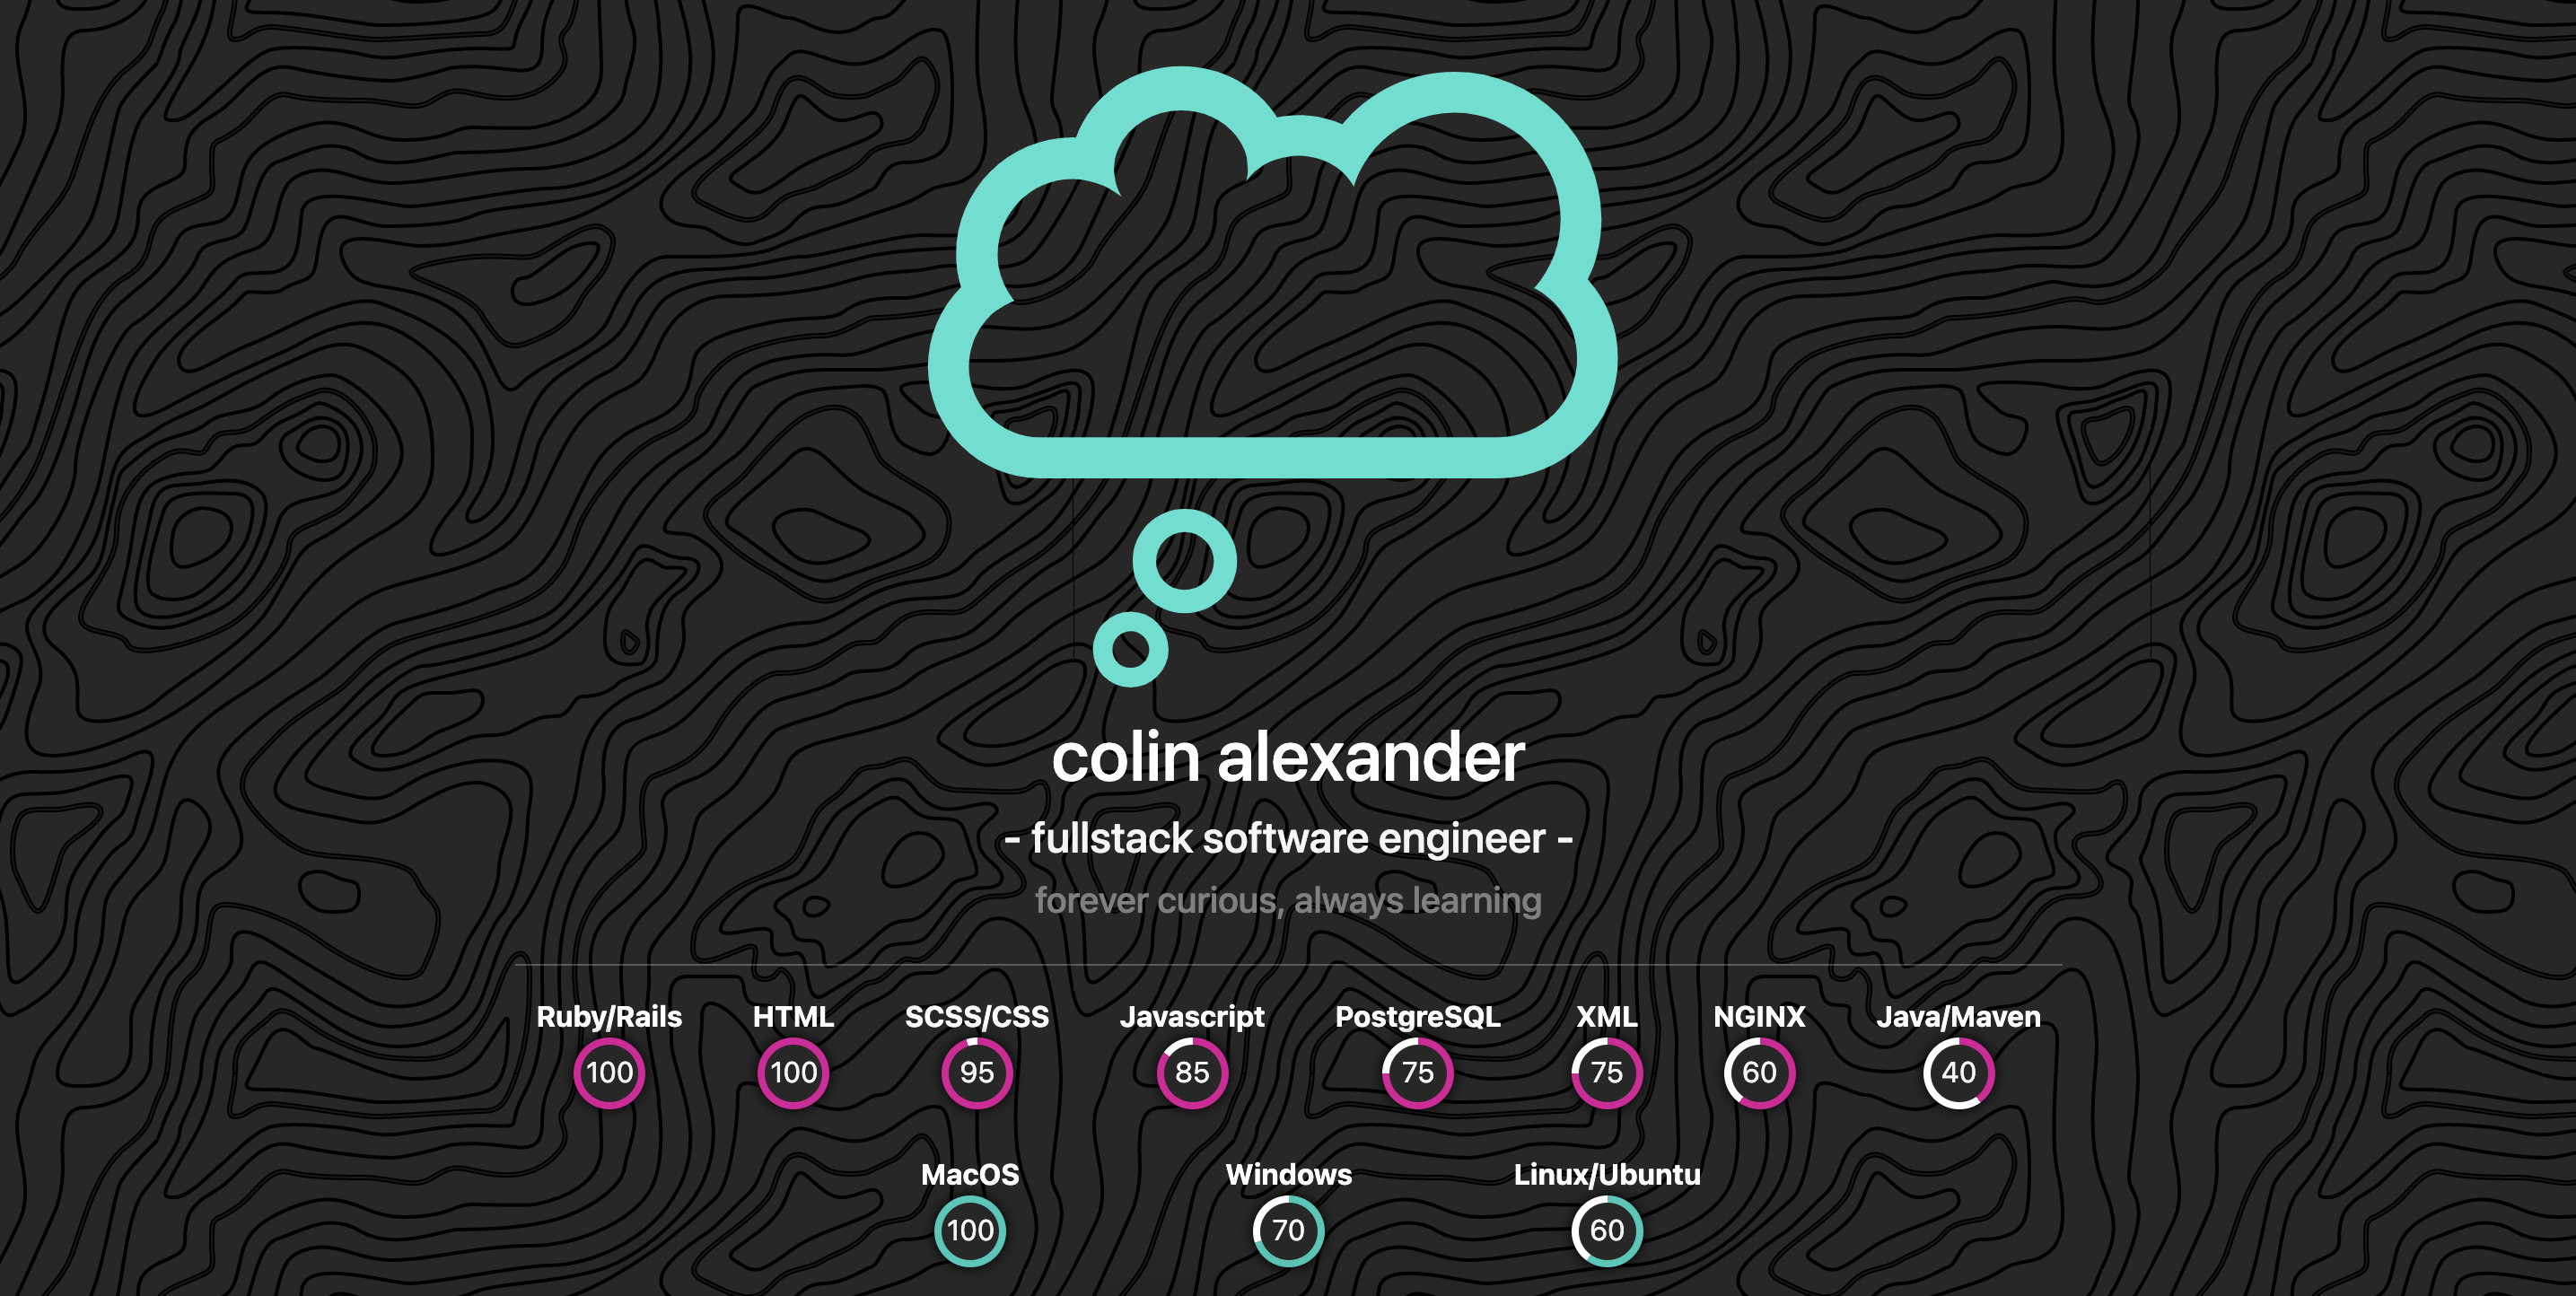 colin alexander
- fullstack software engineer -
forever curious, always learning
Ruby/Rails HTML SCSS/CSS Javascript PostgreSQL XML NGINX Java/Maven
100 100 95 85 75 75 60 40
MacOS Windows Linux/Ubuntu
100 70 60